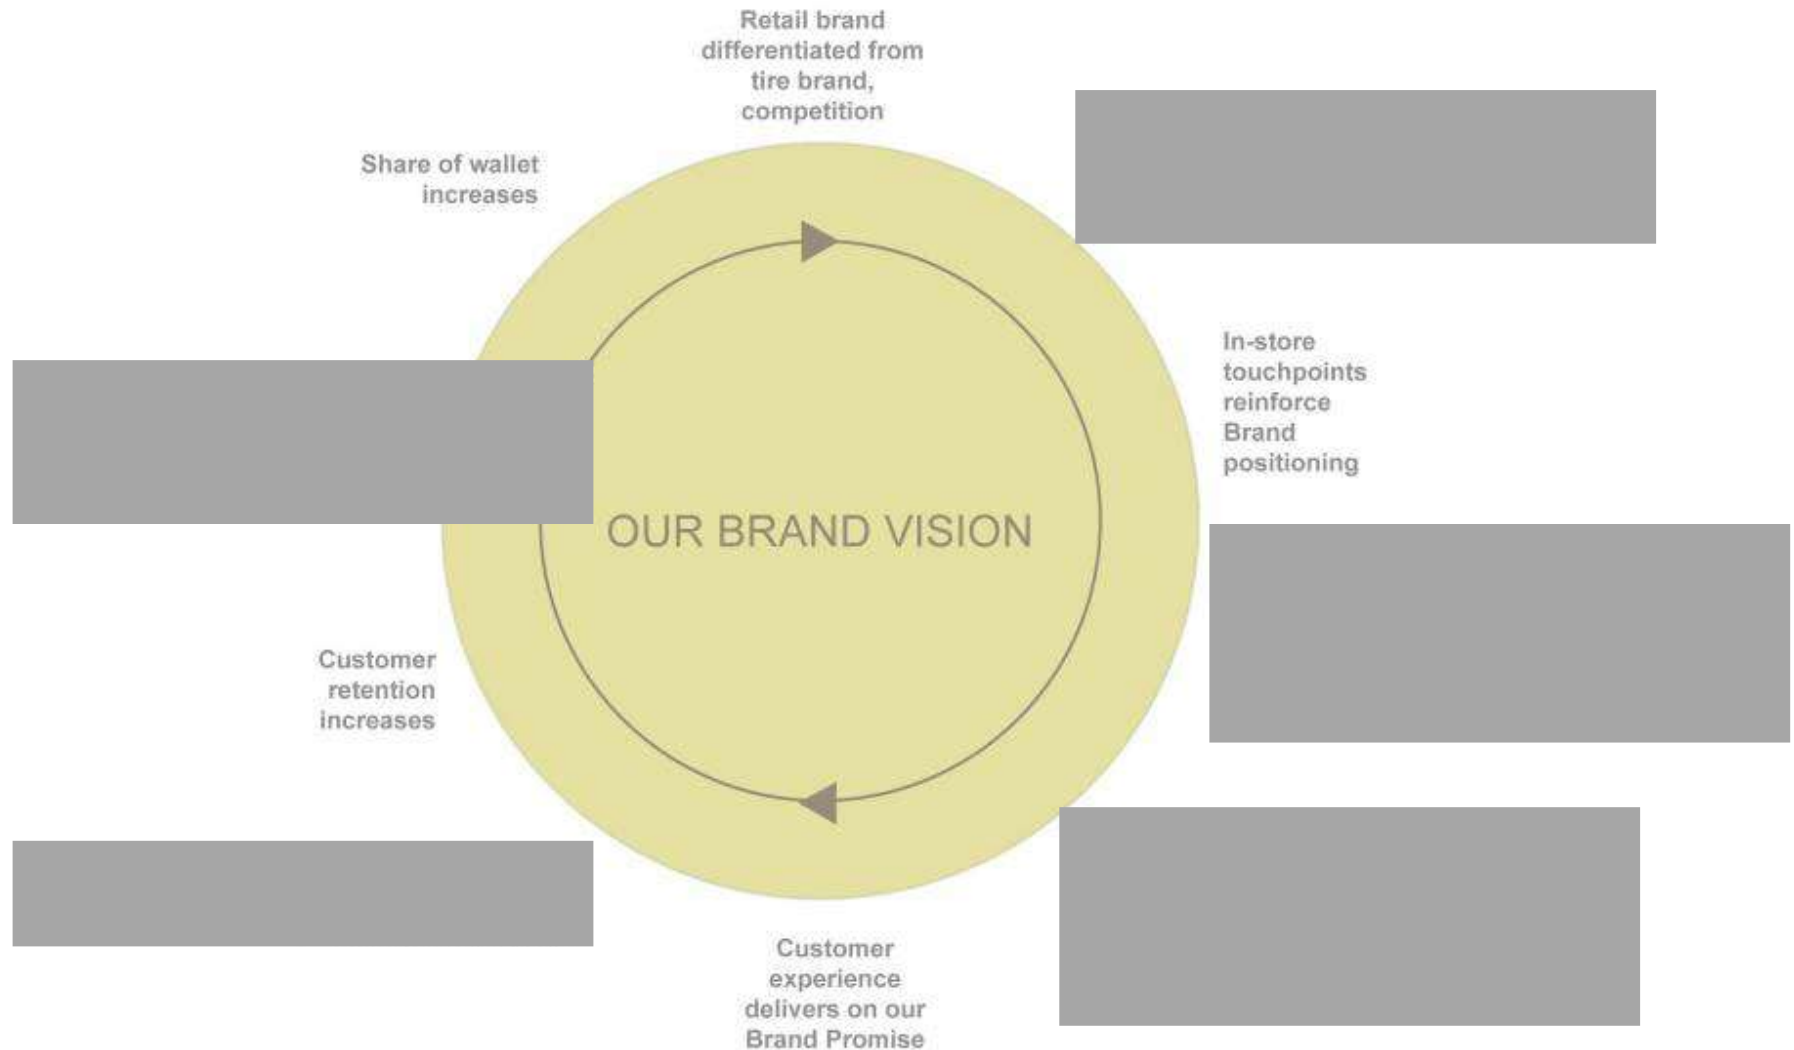 Retail brand
differentiated from
tire brand,
competition
Share of wallet
increases
In-store
touchpoints
reinforce
Brand
positioning
OUR BRAND VISION
Customer
retention
increases
Customer
experience
delivers on our
Brand Promise